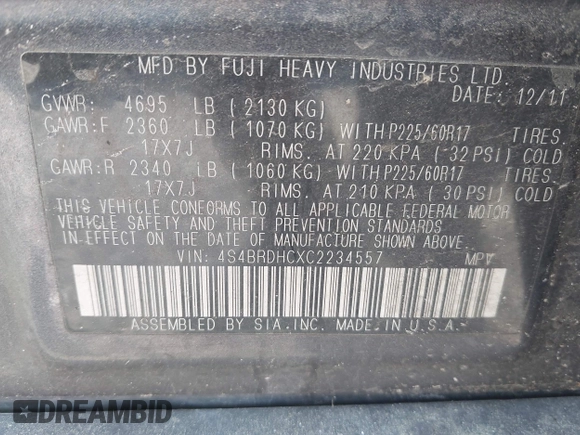 MFD BY FUJI HEAVY INDUSTRIES LTD.
DATE: 12/11
GVWR: 4695 LB ( 2130 KG) *
GAWR:F 2360 LB ( 1070 KG) WITH P225/60R17 TIRES.
17X7J RIMS. AT 220 KPA ( 32 PSI) COLD
GAWR:R 2340 LB ( 1060 KG) WITH P225/60R17 TIRES.
17X7J RIMS. AT 210 KPA ( 30 PSI) COLD
THIS VEHICLE CONFORMS TO ALL APPLICABLE FEDERAL MOTOR
VEHICLE SAFETY AND THEFT PREVENTION STANDARDS
IN EFFECT ON THE DATE OF MANUFACTURE SHOWN ABOVE.
VIN: 4S4BRDHCXC2234557 MPV
ASSEMBLED BY SIA,INC. MADE IN U.S.A.
DREAMBID